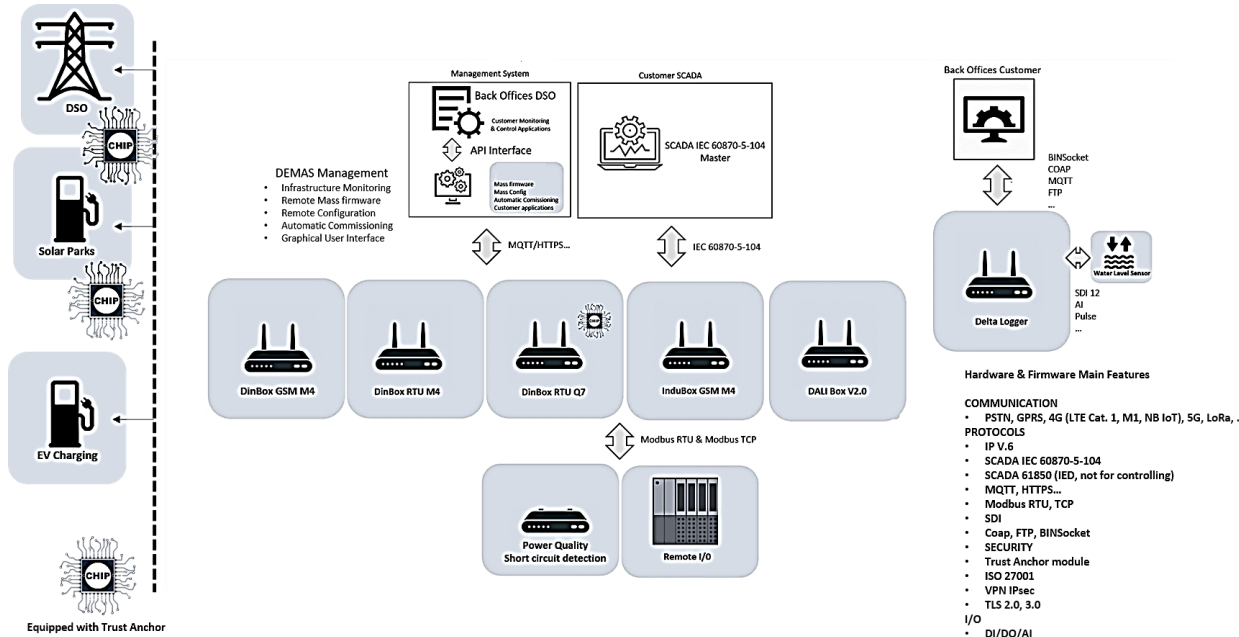 DSO
CHIP
Solar Parks
CHIP
EV Charging
CHIP
Equipped with Trust Anchor
DEMAS Management
• Infrastructure Monitoring
• Remote Mass firmware
• Remote Configuration
• Automatic Commissioning
• Graphical User Interface
Management System
Back Offices DSO
Customer Monitoring
& Control Applications
API Interface
Mass firmware
Mass Config
Automatic Comissioning
Customer applications
Customer SCADA
SCADA IEC 60870-5-104
Master
MQTT/HTTPS...
IEC 60870-5-104
DinBox GSM M4
DinBox RTU M4
CHIP
DinBox RTU Q7
InduBox GSM M4
DALI Box V2.0
Modbus RTU & Modbus TCP
Power Quality
Short circuit detection
Remote I/0
Back Offices Customer
BINSocket
COAP
MQTT
FTP
...
Delta Logger
Water Level Sensor
SDI 12
AI
Pulse
...
Hardware & Firmware Main Features
COMMUNICATION
• PSTN, GPRS, 4G (LTE Cat. 1, M1, NB IoT), 5G, LoRa, .
PROTOCOLS
• IP V.6
• SCADA IEC 60870-5-104
• SCADA 61850 (IED, not for controlling)
• MQTT, HTTPS...
• Modbus RTU, TCP
• SDI
• Coap, FTP, BINSocket
• SECURITY
• Trust Anchor module
• ISO 27001
• VPN IPsec
• TLS 2.0, 3.0
I/O
• DI/DO/AI